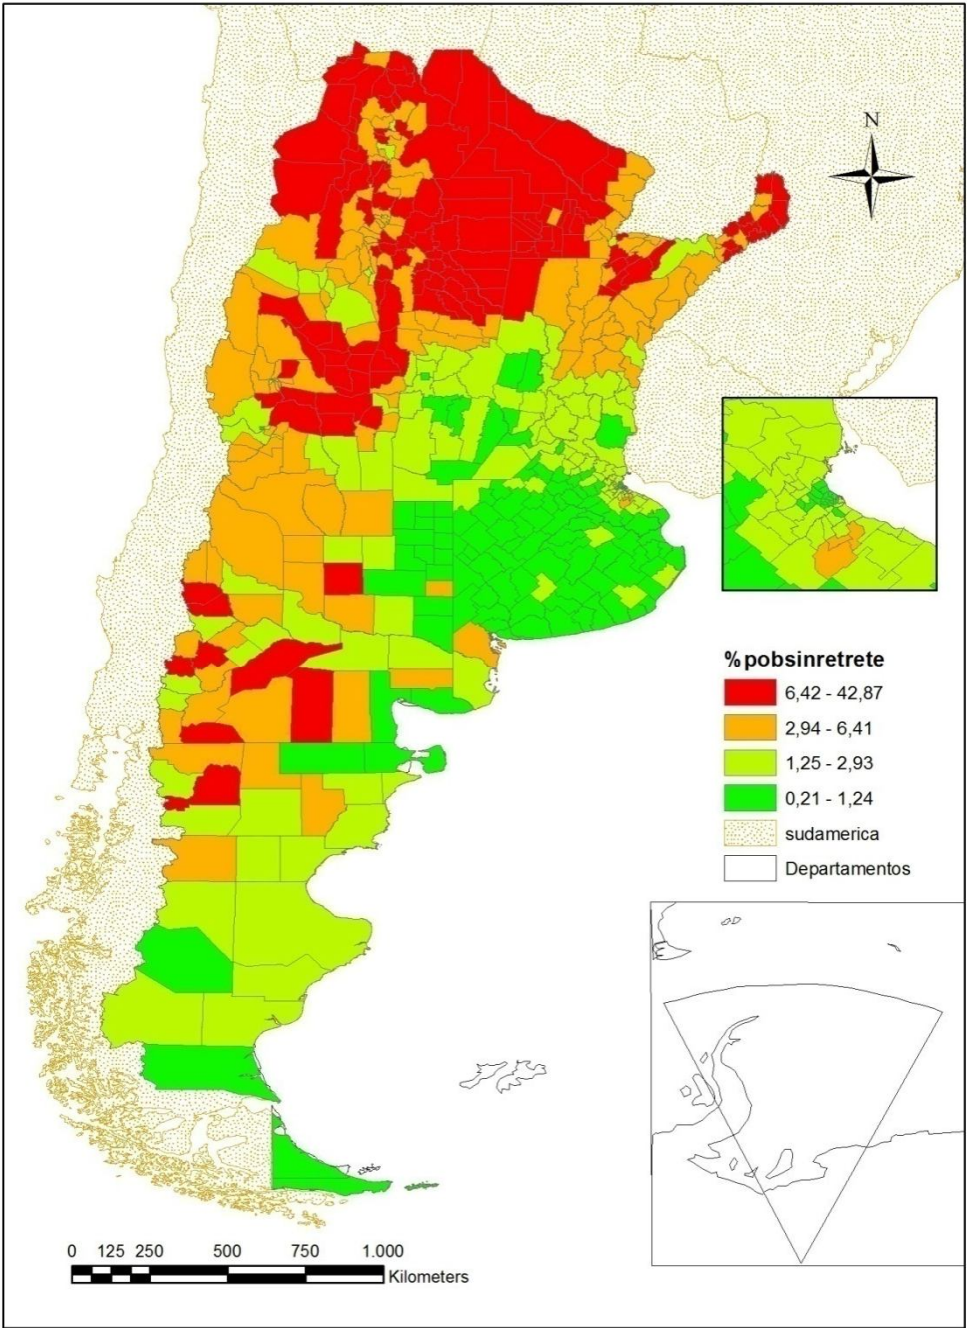 N
%pobsinretrete
6,42 - 42,87
2,94 - 6,41
1,25 - 2,93
0,21 - 1,24
sudamerica
Departamentos
0 125 250 500 750 1.000
Kilometers